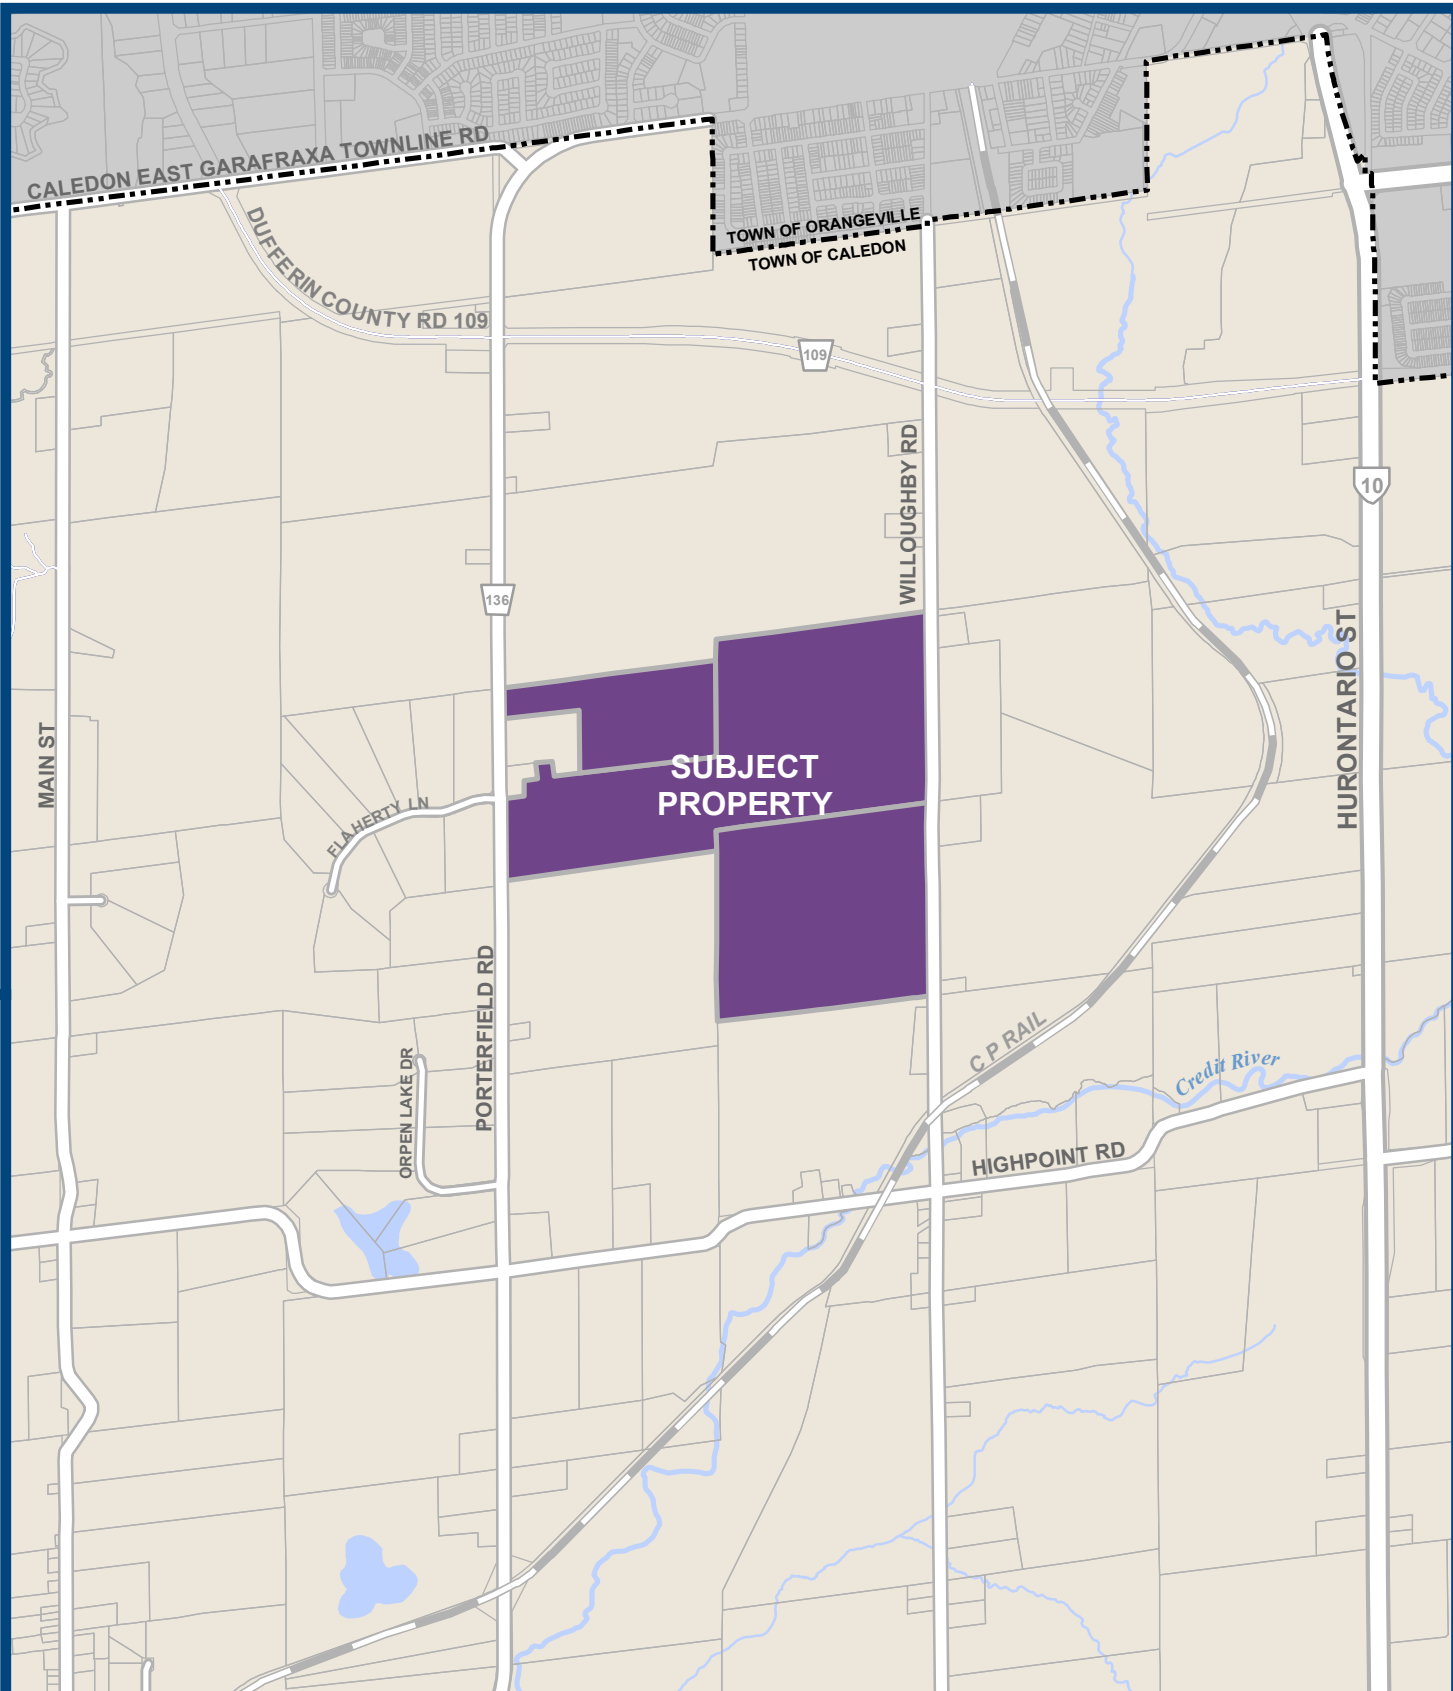 CALEDON EAST GARAFRAXA TOWNLINE RD
TOWN OF ORANGEVILLE
TOWN OF CALEDON
DUFFERIN COUNTY RD 109
109
WILLOUGHBY RD
10
136
HURONTARIO ST
MAIN ST
SUBJECT
PROPERTY
FLAHERTY LN
PORTERFIELD RD
C P RAIL
ORPEN LAKE DR
Credit River
HIGHPOINT RD